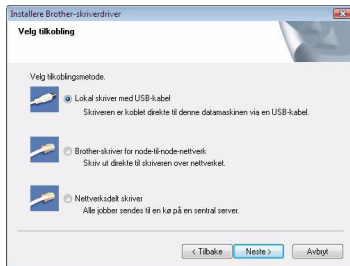 Installere Brother-skriverdriver
Velg tilkobling
Velg tilkoblingsmetode.
Lokal skriver med USB-kabel
Skriveren er koblet direkte til denne datamaskinen via en USB-kabel.
Brother-skriver for node-til-node-nettverk
Skriv ut direkte til skriveren over nettverket.
Nettverksdelt skriver
Alle jobber sendes til en kø på en sentral server.
< Tilbake Neste > Avbryt